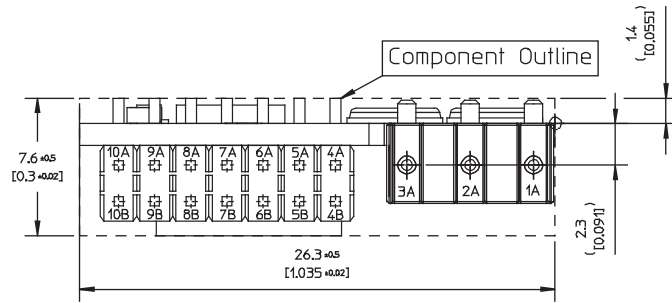 Component Outline
1.4
[0.055]
(
7.6 ±0.5
[0.3 ±0.02]
10A 9A 8A 7A 6A 5A 4A
3A 2A 1A
10B 9B 8B 7B 6B 5B 4B
2.3
[0.091]
(
26.3 ±0.5
[1.035 ±0.02]